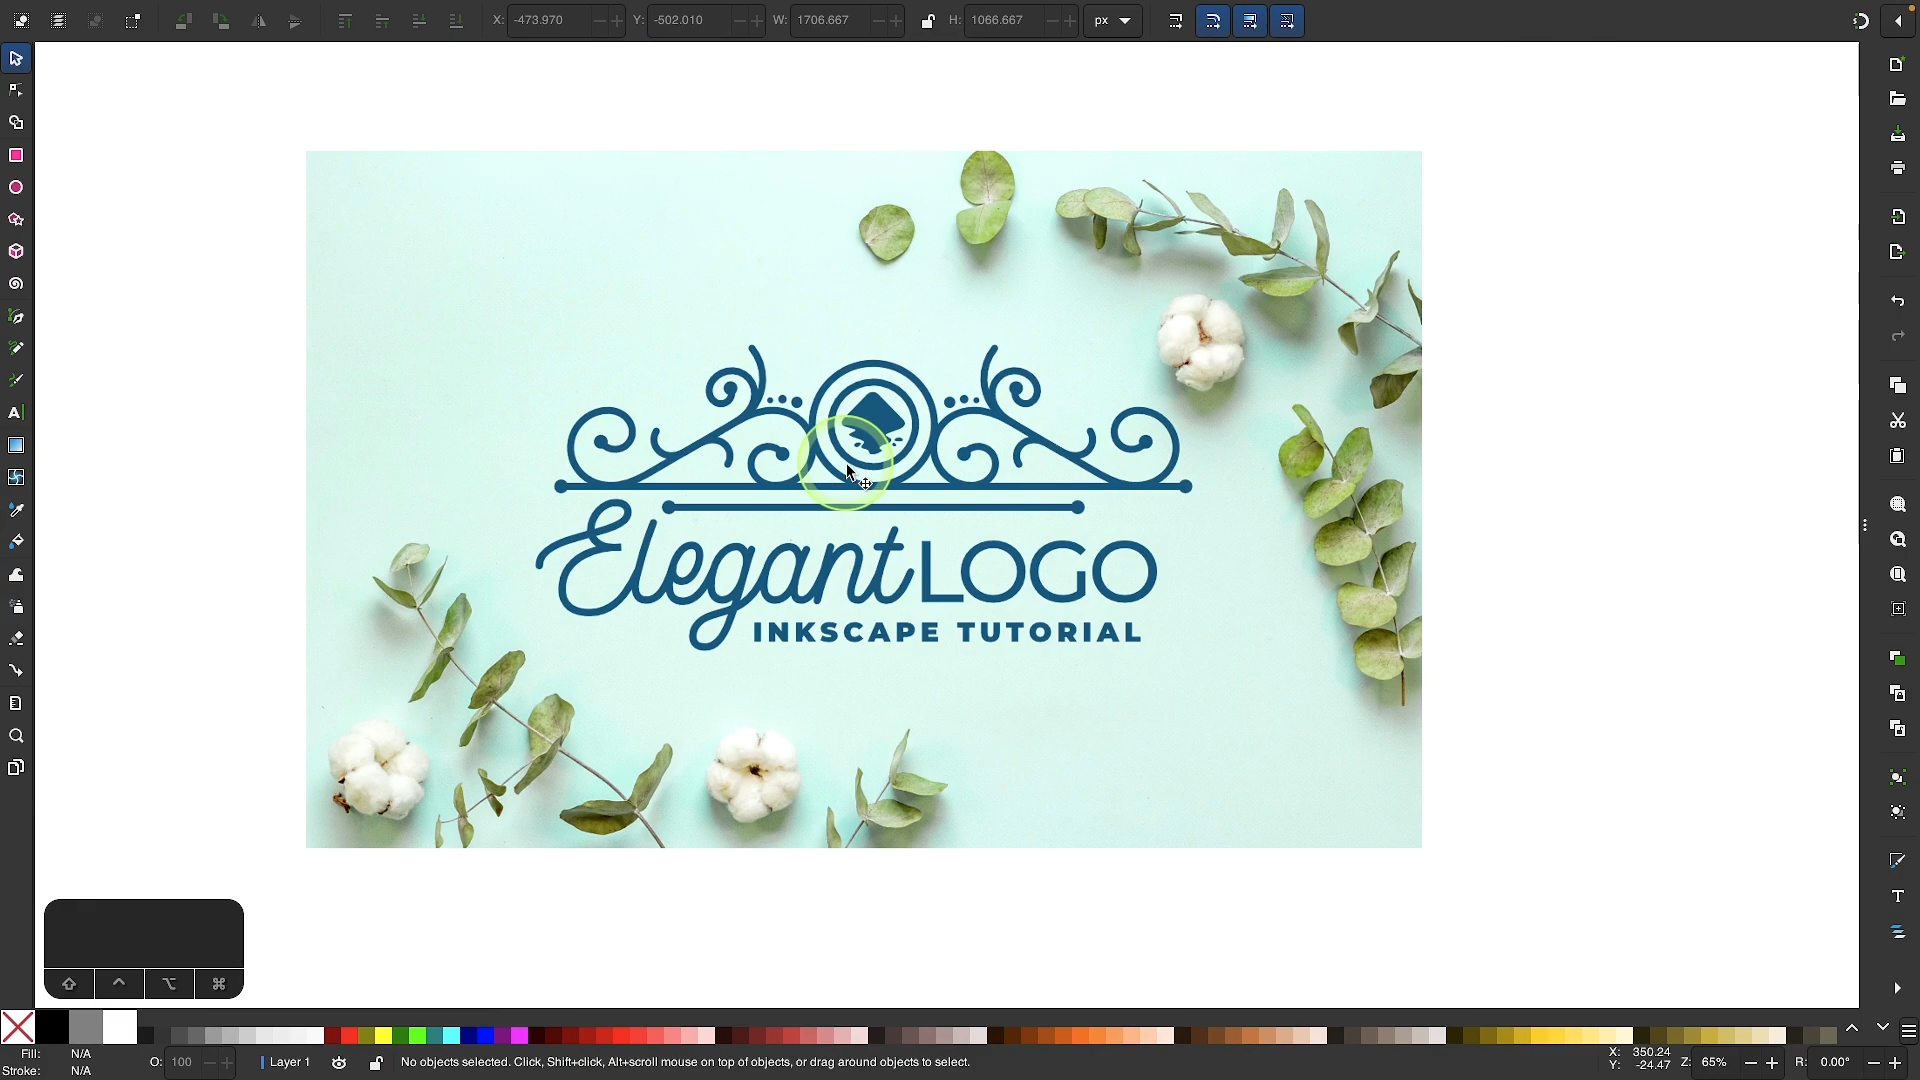 X: -473.970 Y: -502.010 W: 1706.667 H: 1066.667 px
Elegant LOGO
INKSCAPE TUTORIAL
Fill: N/A
Stroke: N/A
O: 100
Layer 1
No objects selected. Click, Shift+click, Alt+scroll mouse on top of objects, or drag around objects to select.
X: 350.24
Y: -24.47
Z: 65%
R: 0.00°